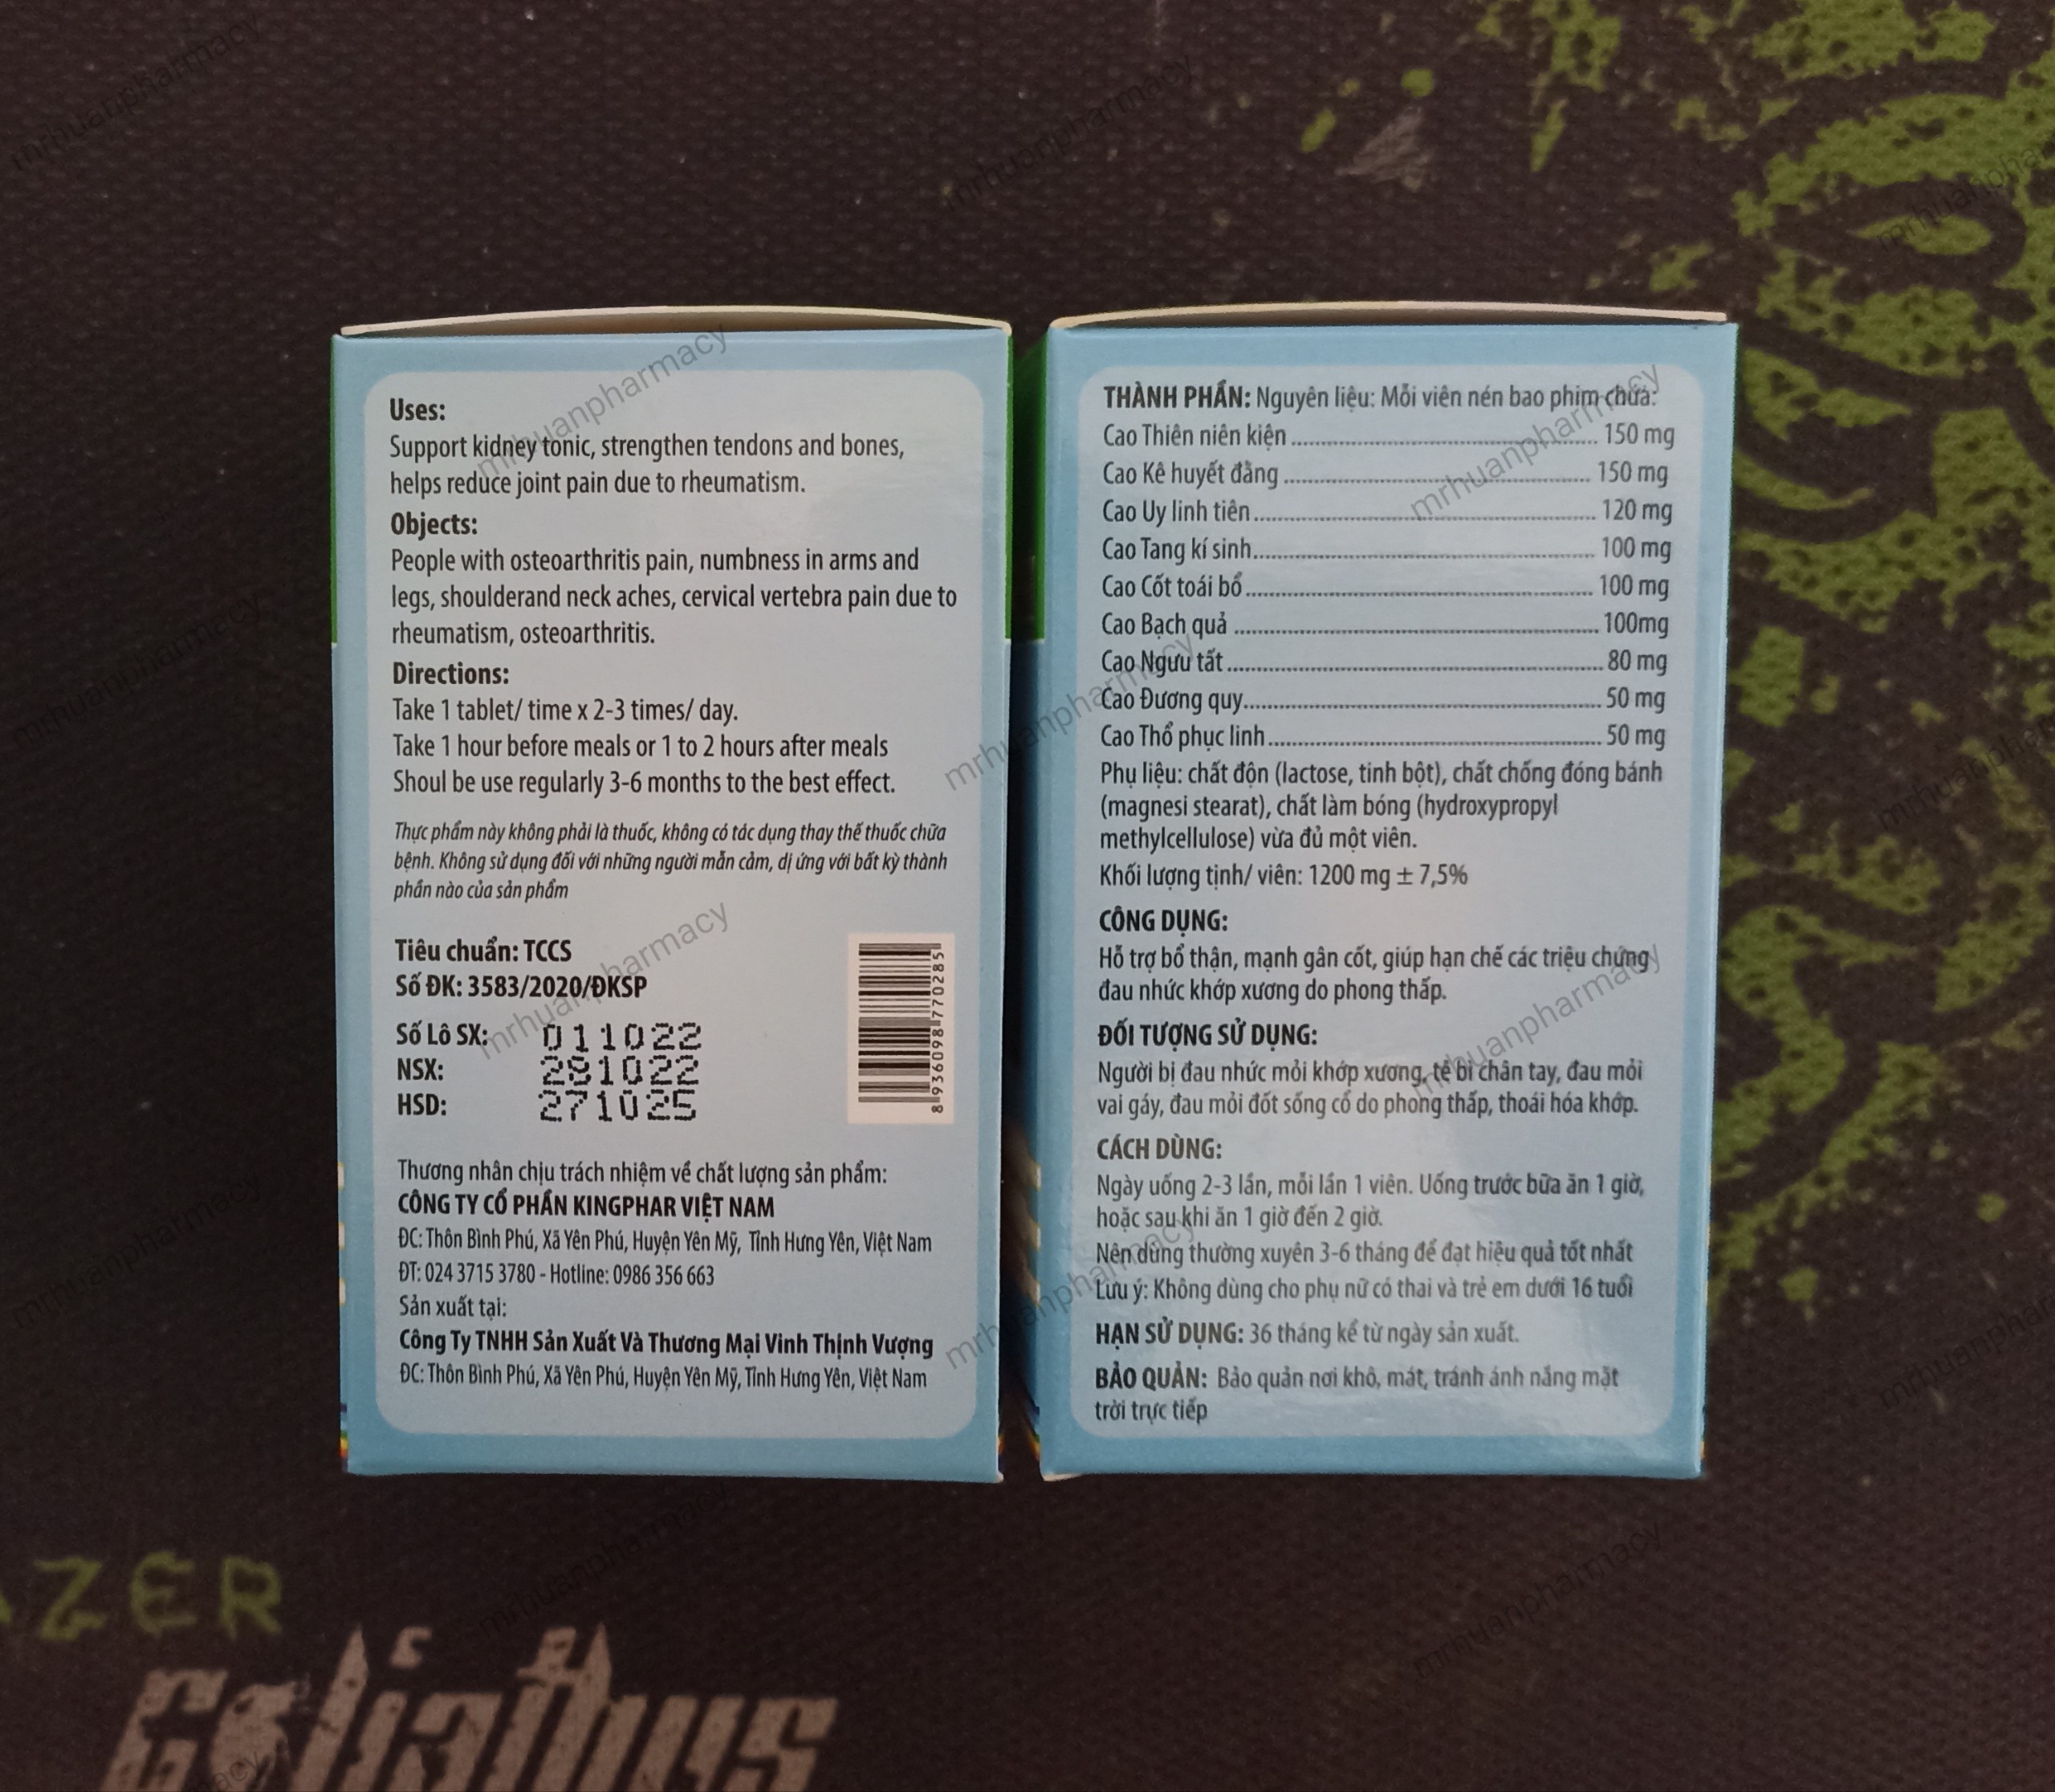 Uses:
Support kidney tonic, strengthen tendons and bones,
helps reduce joint pain due to rheumatism.
Objects:
People with osteoarthritis pain, numbness in arms and
legs, shoulderand neck aches, cervical vertebra pain due to
rheumatism, osteoarthritis.
Directions:
Take 1 tablet/ time x 2-3 times/ day.
Take 1 hour before meals or 1 to 2 hours after meals
Shoul be use regularly 3-6 months to the best effect.
Thực phẩm này không phải là thuốc, không có tác dụng thay thế thuốc chữa
bệnh. Không sử dụng đối với những người mẫn cảm, dị ứng với bất kỳ thành
phần nào của sản phẩm
Tiêu chuẩn: TCCS
Số ĐK: 3583/2020/ĐKSP
Số Lô SX: 011022
NSX: 281022
HSD: 271025
8936098770285
Thương nhân chịu trách nhiệm về chất lượng sản phẩm:
CÔNG TY CỔ PHẦN KINGPHAR VIỆT NAM
ĐC: Thôn Bình Phú, Xã Yên Phú, Huyện Yên Mỹ, Tỉnh Hưng Yên, Việt Nam
ĐT: 024 3715 3780 - Hotline: 0986 356 663
Sản xuất tại:
Công Ty TNHH Sản Xuất Và Thương Mại Vinh Thịnh Vượng
ĐC: Thôn Bình Phú, Xã Yên Phú, Huyện Yên Mỹ, Tỉnh Hưng Yên, Việt Nam
THÀNH PHẦN: Nguyên liệu: Mỗi viên nén bao phim chứa:
Cao Thiên niên kiện ........ 150 mg
Cao Kê huyết đằng ........ 150 mg
Cao Uy linh tiên ........ 120 mg
Cao Tang kí sinh ........ 100 mg
Cao Cốt toái bổ ........ 100 mg
Cao Bạch quả ........ 100mg
Cao Ngưu tất ........ 80 mg
Cao Đương quy ........ 50 mg
Cao Thổ phục linh ........ 50 mg
Phụ liệu: chất độn (lactose, tinh bột), chất chống đóng bánh
(magnesi stearat), chất làm bóng (hydroxypropyl
methylcellulose) vừa đủ một viên.
Khối lượng tịnh/ viên: 1200 mg ± 7,5%
CÔNG DỤNG:
Hỗ trợ bổ thận, mạnh gân cốt, giúp hạn chế các triệu chứng
đau nhức khớp xương do phong thấp.
ĐỐI TƯỢNG SỬ DỤNG:
Người bị đau nhức mỏi khớp xương, tê bì chân tay, đau mỏi
vai gáy, đau mỏi đốt sống cổ do phong thấp, thoái hóa khớp.
CÁCH DÙNG:
Ngày uống 2-3 lần, mỗi lần 1 viên. Uống trước bữa ăn 1 giờ,
hoặc sau khi ăn 1 giờ đến 2 giờ.
Nên dùng thường xuyên 3-6 tháng để đạt hiệu quả tốt nhất
Lưu ý: Không dùng cho phụ nữ có thai và trẻ em dưới 16 tuổi
HẠN SỬ DỤNG: 36 tháng kể từ ngày sản xuất.
BẢO QUẢN: Bảo quản nơi khô, mát, tránh ánh nắng mặt
trời trực tiếp
AZER
Goliathus
mrhuanpharmacy